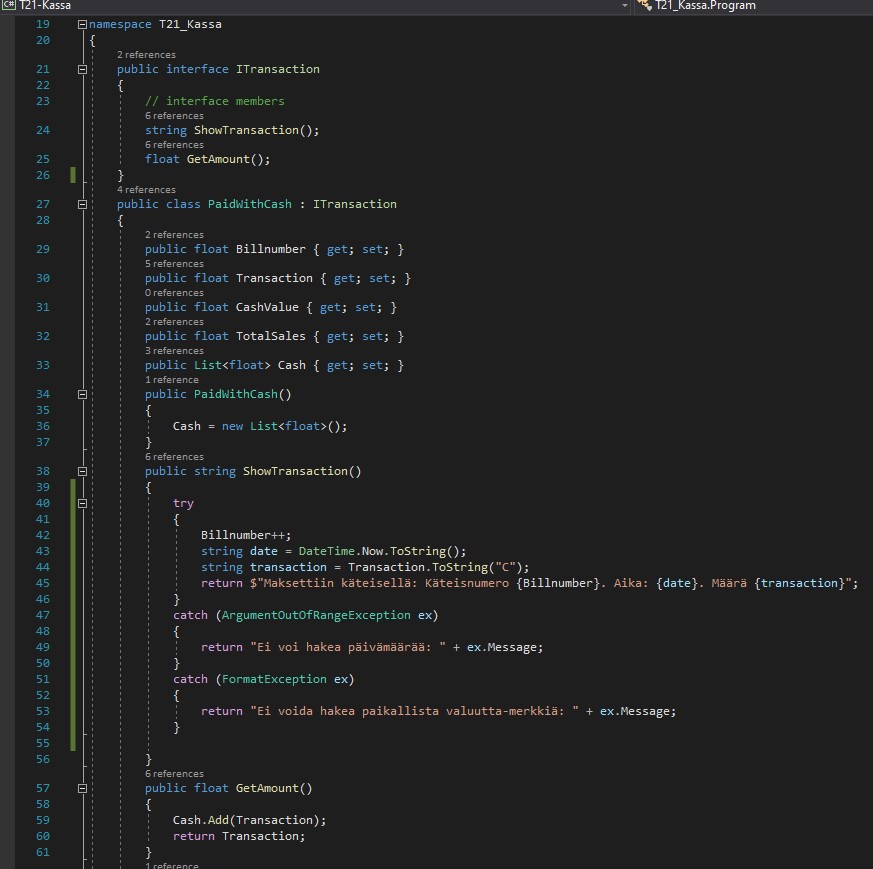 C# T21-Kassa T21_Kassa.Program
19 namespace T21_Kassa
20 {
2 references
21 public interface ITransaction
22 {
23 // interface members
6 references
24 string ShowTransaction();
6 references
25 float GetAmount();
26 }
4 references
27 public class PaidWithCash : ITransaction
28 {
2 references
29 public float Billnumber { get; set; }
5 references
30 public float Transaction { get; set; }
0 references
31 public float CashValue { get; set; }
2 references
32 public float TotalSales { get; set; }
3 references
33 public List<float> Cash { get; set; }
1 reference
34 public PaidWithCash()
35 {
36 Cash = new List<float>();
37 }
6 references
38 public string ShowTransaction()
39 {
40 try
41 {
42 Billnumber++;
43 string date = DateTime.Now.ToString();
44 string transaction = Transaction.ToString("C");
45 return $"Maksettiin käteisellä: Käteisnumero {Billnumber}. Aika: {date}. Määrä {transaction}";
46 }
47 catch (ArgumentOutOfRangeException ex)
48 {
49 return "Ei voi hakea päivämäärää: " + ex.Message;
50 }
51 catch (FormatException ex)
52 {
53 return "Ei voida hakea paikallista valuutta-merkkiä: " + ex.Message;
54 }
55
56 }
6 references
57 public float GetAmount()
58 {
59 Cash.Add(Transaction);
60 return Transaction;
61 }
1 reference